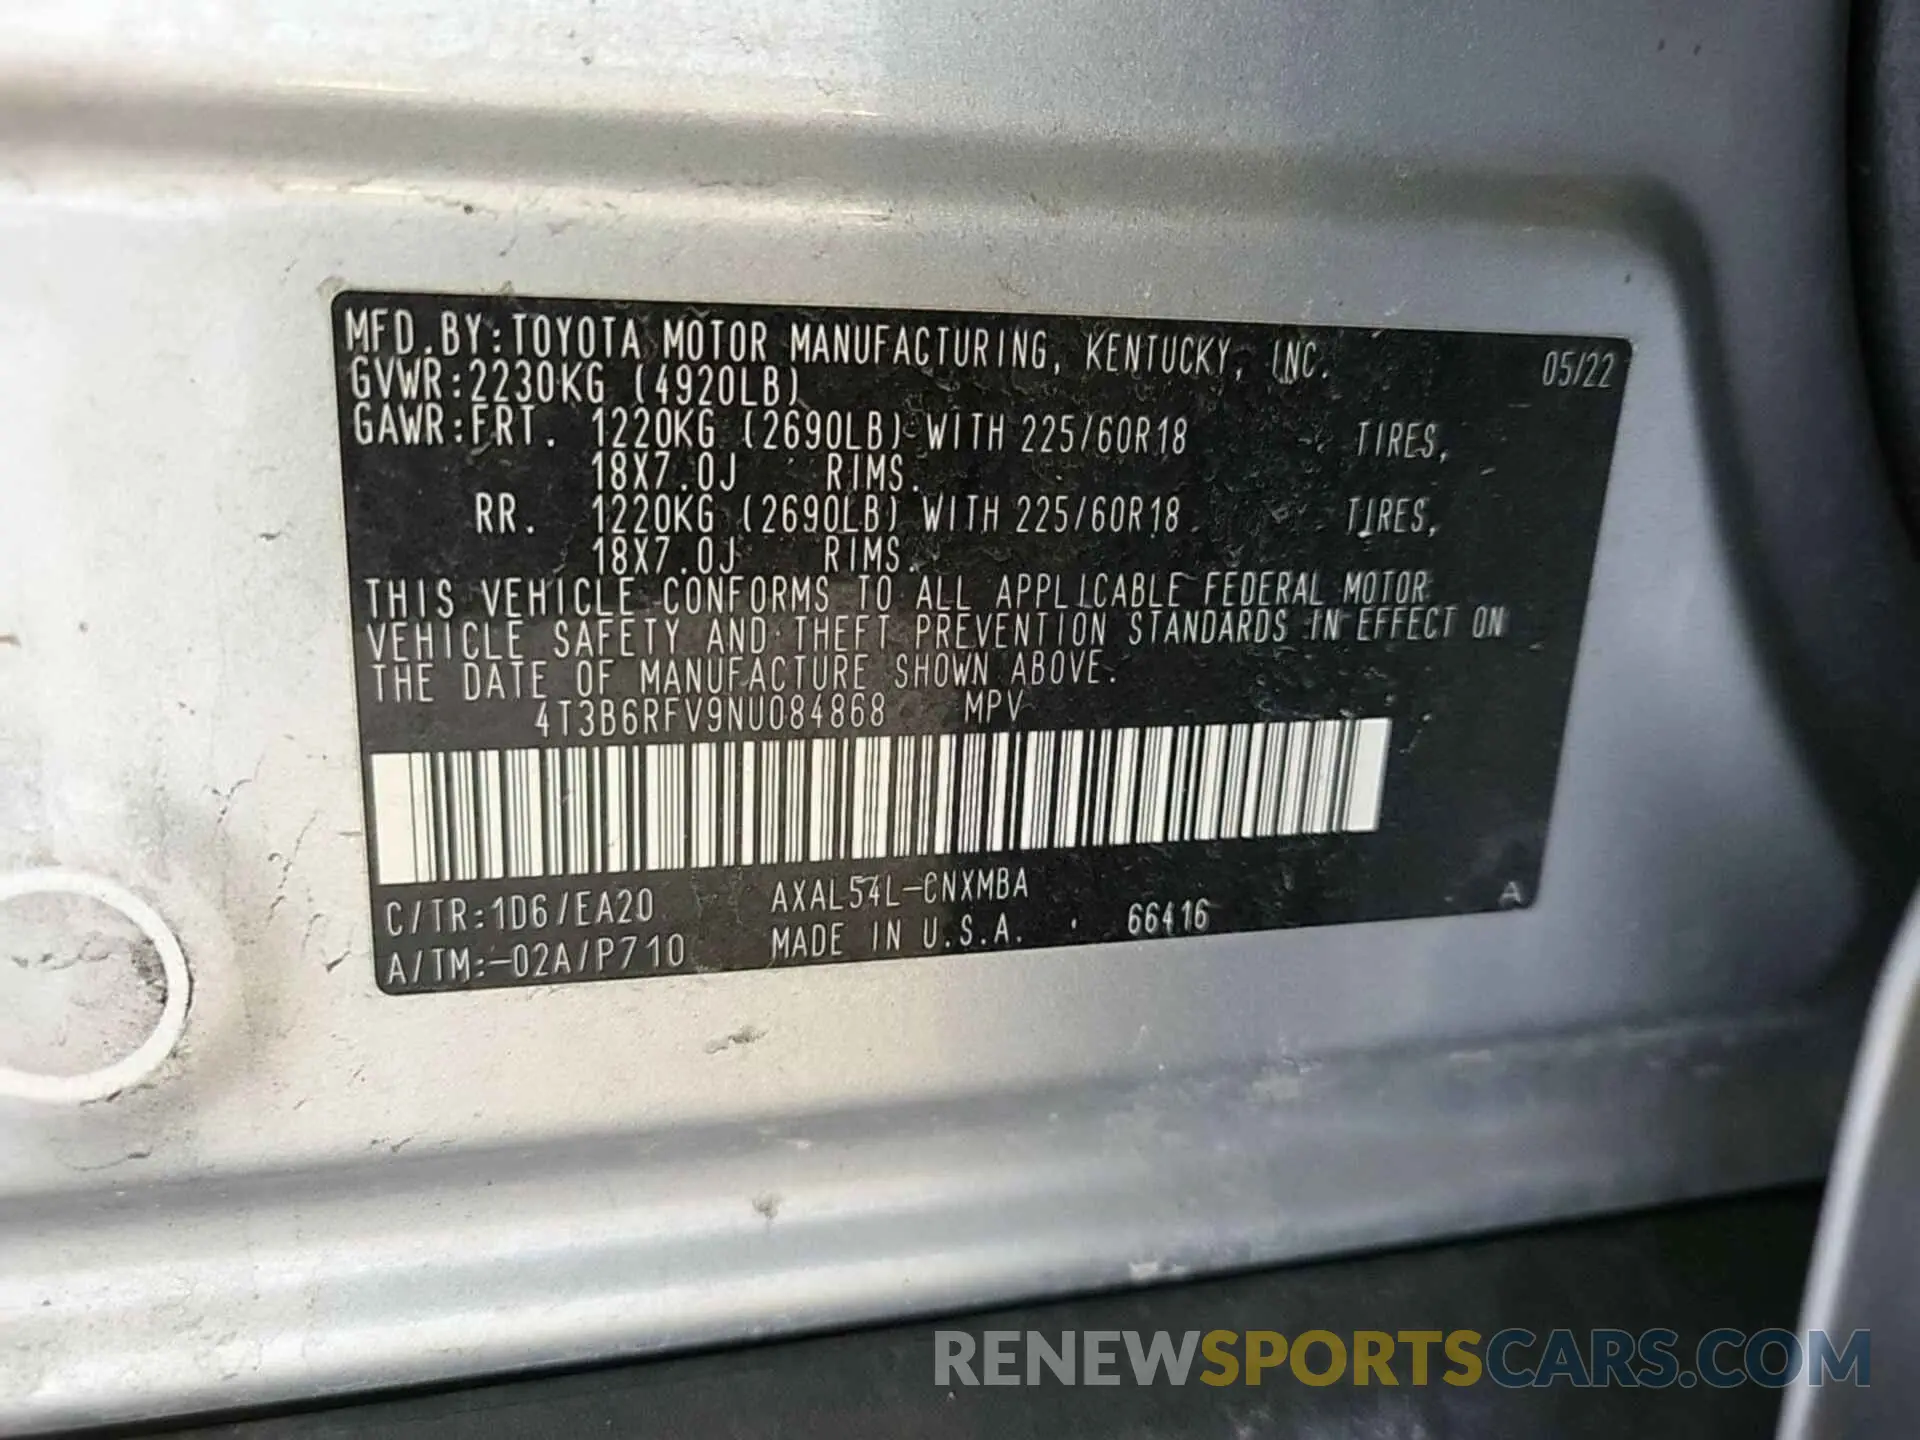 MFD.BY:TOYOTA MOTOR MANUFACTURING, KENTUCKY, INC. 05/22
GVWR:2230KG (4920LB)
GAWR:FRT. 1220KG (2690LB) WITH 225/60R18 TIRES,
18X7.0J RIMS.
RR. 1220KG (2690LB) WITH 225/60R18 TIRES,
18X7.0J RIMS.
THIS VEHICLE CONFORMS TO ALL APPLICABLE FEDERAL MOTOR
VEHICLE SAFETY AND THEFT PREVENTION STANDARDS IN EFFECT ON
THE DATE OF MANUFACTURE SHOWN ABOVE.
4T3B6RFV9NU084868 MPV
C/TR:1D6/EA20 AXAL54L-CNXMBA A
A/TM:-02A/P710 MADE IN U.S.A. 66416
RENEWSPORTSCARS.COM